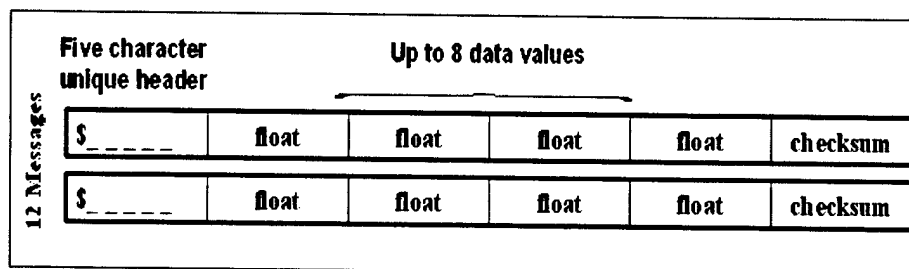 Five character
unique header
Up to 8 data values
12 Messages
$_ _ _ _ _ float float float float checksum
$_ _ _ _ _ float float float float checksum